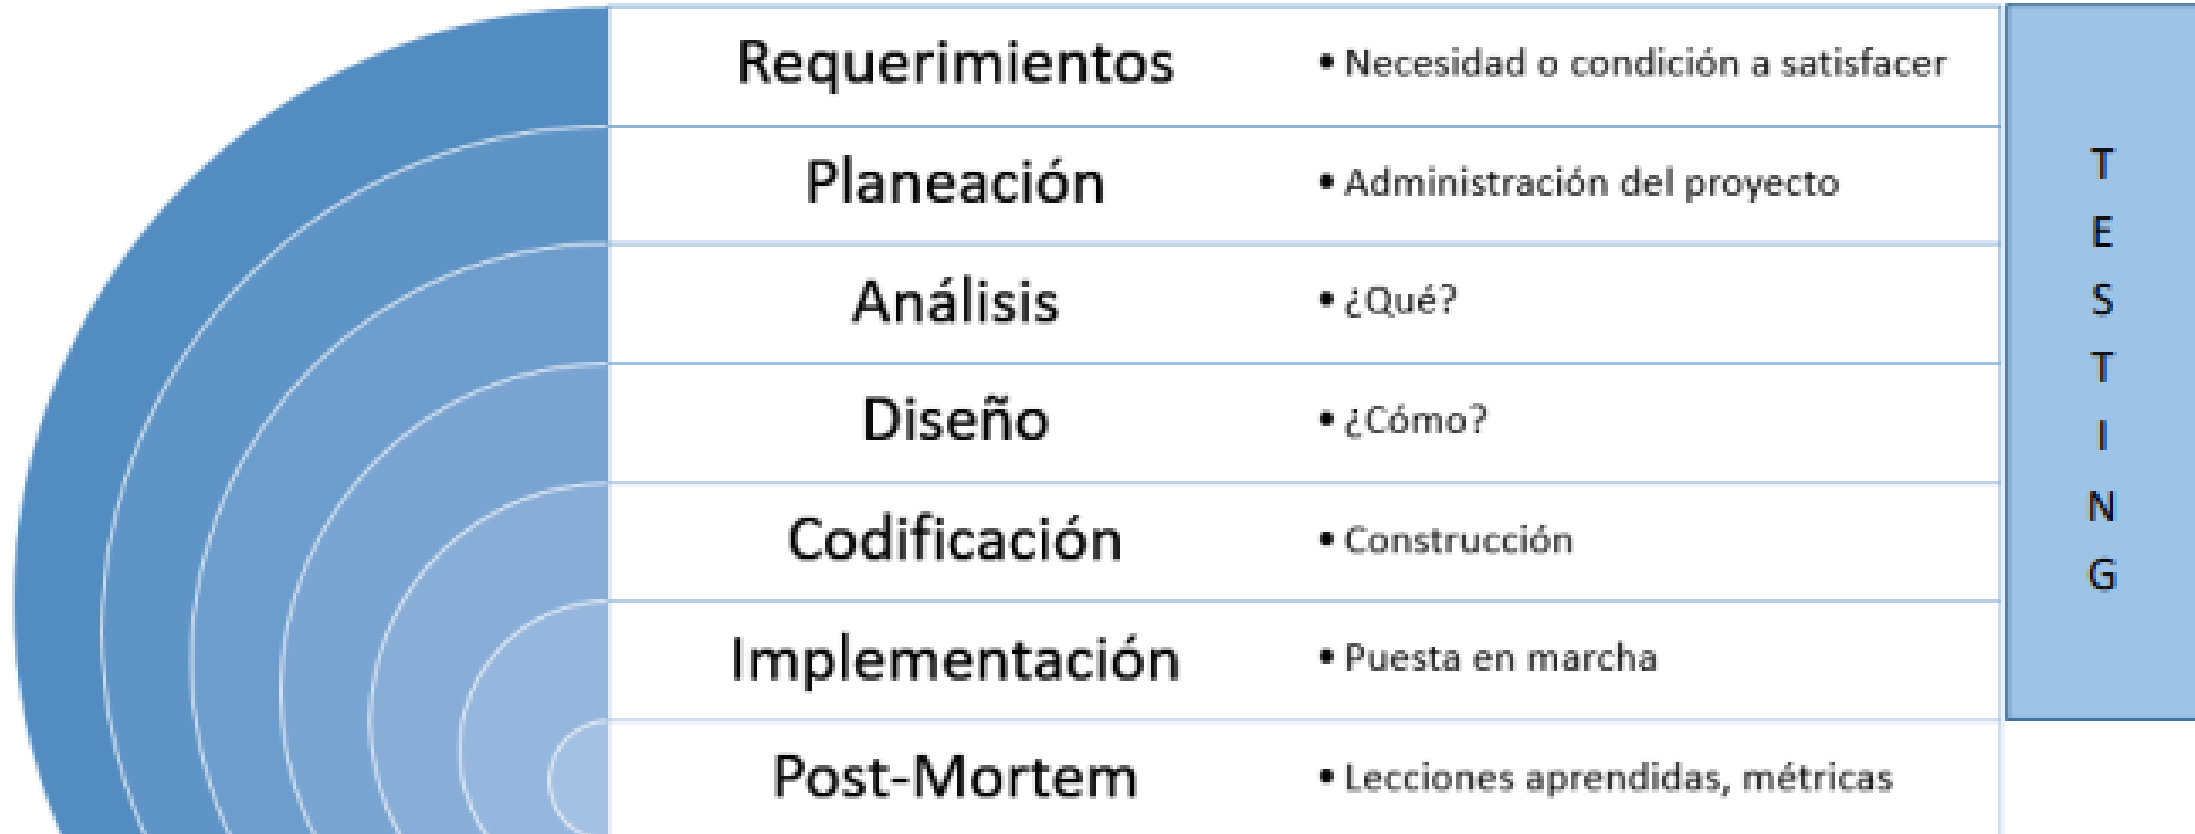 Requerimientos
• Necesidad o condición a satisfacer
Planeación
• Administración del proyecto
Análisis
• ¿Qué?
Diseño
• ¿Cómo?
Codificación
• Construcción
Implementación
• Puesta en marcha
Post-Mortem
• Lecciones aprendidas, métricas
T
E
S
T
I
N
G